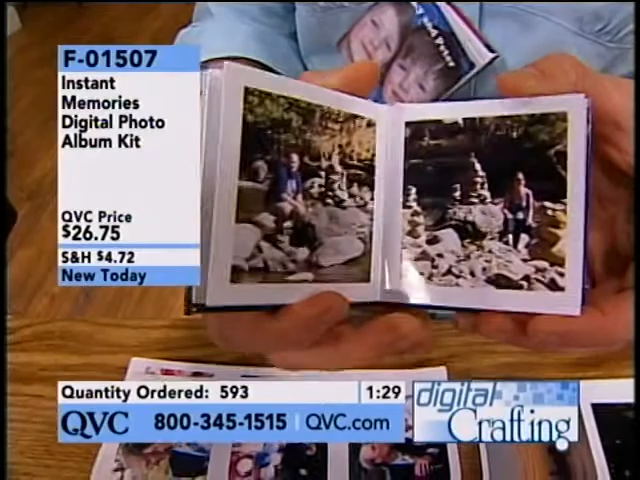 F-01507
Instant
Memories
Digital Photo
Album Kit
QVC Price
$26.75
S&H $4.72
New Today
Quantity Ordered: 593
1:29
QVC 800-345-1515 | QVC.com
digital
Crafting